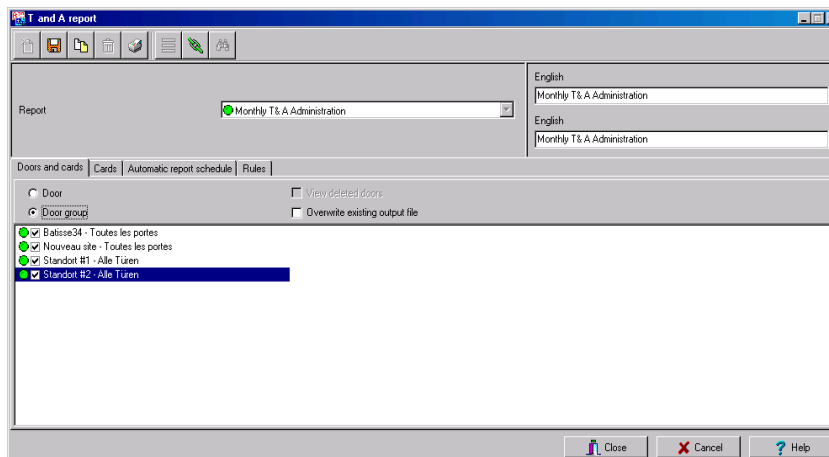 T and A report
Report
Monthly T& A Administration
English
Monthly T& A Administration
English
Monthly T& A Administration
Doors and cards
Cards
Automatic report schedule
Rules
Door
View deleted doors
Door group
Overwrite existing output file
Batisse34 - Toutes les portes
Nouveau site - Toutes les portes
Standort #1 - Alle Türen
Standort #2 - Alle Türen
Close
Cancel
Help